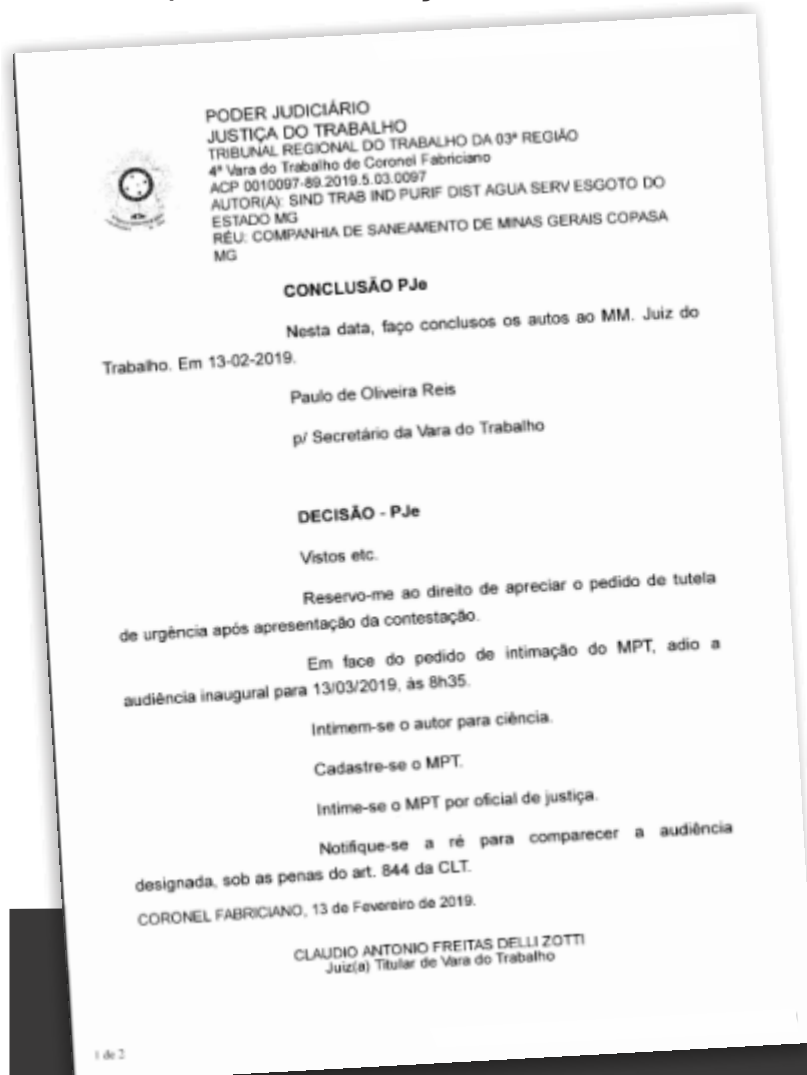 PODER JUDICIÁRIO
JUSTIÇA DO TRABALHO
TRIBUNAL REGIONAL DO TRABALHO DA 03ª REGIÃO
4ª Vara do Trabalho de Coronel Fabriciano
ACP 0010097-89.2019.5.03.0097
AUTOR(A): SIND TRAB IND PURIF DIST AGUA SERV ESGOTO DO
ESTADO MG
RÉU: COMPANHIA DE SANEAMENTO DE MINAS GERAIS COPASA
MG
CONCLUSÃO PJe
Nesta data, faço conclusos os autos ao MM. Juiz do
Trabalho. Em 13-02-2019.
Paulo de Oliveira Reis
p/ Secretário da Vara do Trabalho
DECISÃO - PJe
Vistos etc.
Reservo-me ao direito de apreciar o pedido de tutela
de urgência após apresentação da contestação.
Em face do pedido de intimação do MPT, adio a
audiência inaugural para 13/03/2019, às 8h35.
Intimem-se o autor para ciência.
Cadastre-se o MPT.
Intime-se o MPT por oficial de justiça.
Notifique-se a ré para comparecer a audiência
designada, sob as penas do art. 844 da CLT.
CORONEL FABRICIANO, 13 de Fevereiro de 2019.
CLAUDIO ANTONIO FREITAS DELLI ZOTTI
Juiz(a) Titular de Vara do Trabalho
1 de 2